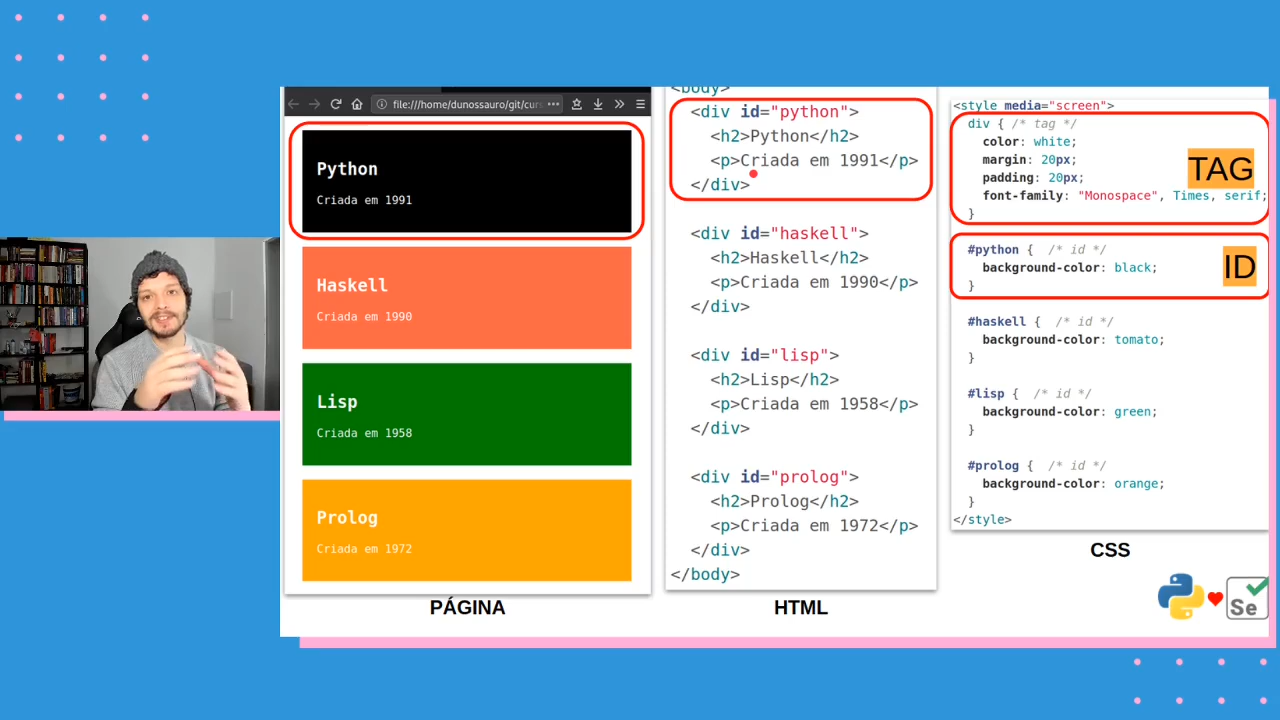 file:///home/dunossauro/git/curs
Python
Criada em 1991
Haskell
Criada em 1990
Lisp
Criada em 1958
Prolog
Criada em 1972
PÁGINA
<body>
<div id="python">
<h2>Python</h2>
<p>Criada em 1991</p>
</div>
<div id="haskell">
<h2>Haskell</h2>
<p>Criada em 1990</p>
</div>
<div id="lisp">
<h2>Lisp</h2>
<p>Criada em 1958</p>
</div>
<div id="prolog">
<h2>Prolog</h2>
<p>Criada em 1972</p>
</div>
</body>
HTML
<style media="screen">
div { /* tag */
color: white;
margin: 20px;
padding: 20px;
font-family: "Monospace", Times, serif;
}
TAG
#python {  /* id */
background-color: black;
}
ID
#haskell {  /* id */
background-color: tomato;
}
#lisp {  /* id */
background-color: green;
}
#prolog {  /* id */
background-color: orange;
}
</style>
CSS
Se